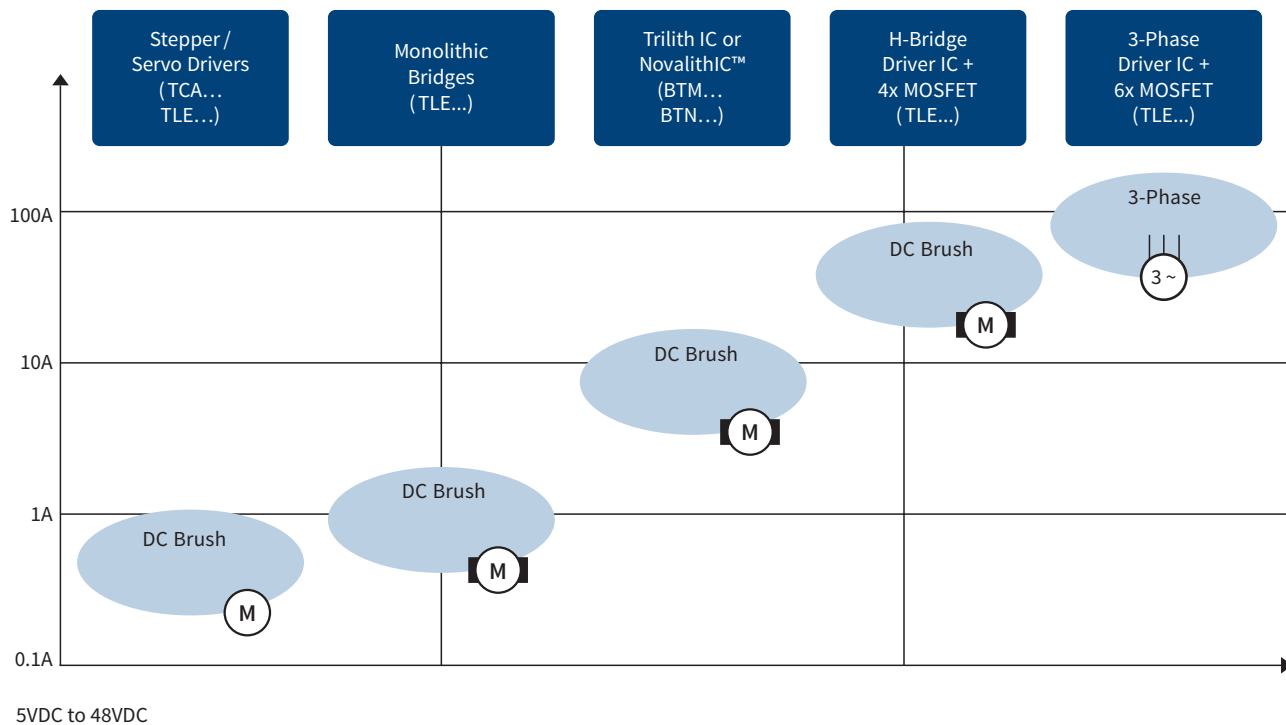 Stepper /
Servo Drivers
(TCA…
TLE…)
Monolithic
Bridges
(TLE...)
Trilith IC or
NovalithIC™
(BTM…
BTN…)
H-Bridge
Driver IC +
4x MOSFET
(TLE...)
3-Phase
Driver IC +
6x MOSFET
(TLE...)
100A
3-Phase
3 ~
DC Brush
M
10A
DC Brush
M
1A
DC Brush
M
DC Brush
M
0.1A
5VDC to 48VDC